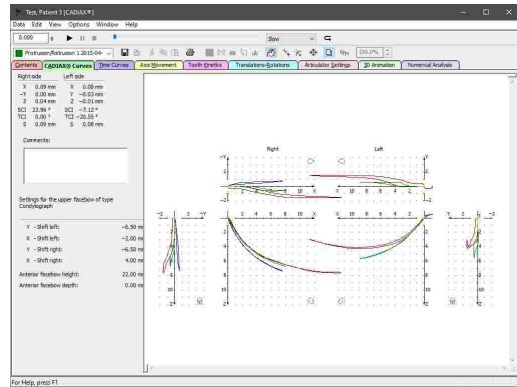 Test, Patient 3 [CADIAX®]
Data Edit View Options Window Help
0.000 s Slow
Protrusion/Retrusion 1 2015-04- 100.0%
Contents CADIAX® Curves Time Curves Axis Movement Tooth Kinetics Translations-Rotations Articulator Settings 3D Animation Numerical Analysis
Right side Left side
X 0.09 mm X 0.08 mm
-Y 0.00 mm Y -0.03 mm
Z 0.04 mm Z -0.01 mm
SCI 23.96 ° SCI -7.12 °
TCI 0.00 ° TCI -20.55 °
S 0.09 mm S 0.08 mm
Comments:
Settings for the upper facebow of type
Condylograph
Y - Shift left: -6.50 m
X - Shift left: -2.00 m
Y - Shift right: -6.50 m
X - Shift right: 4.00 m
Anterior facebow height: 22.00 m
Anterior facebow depth: 0.00 m
Right Left
For Help, press F1